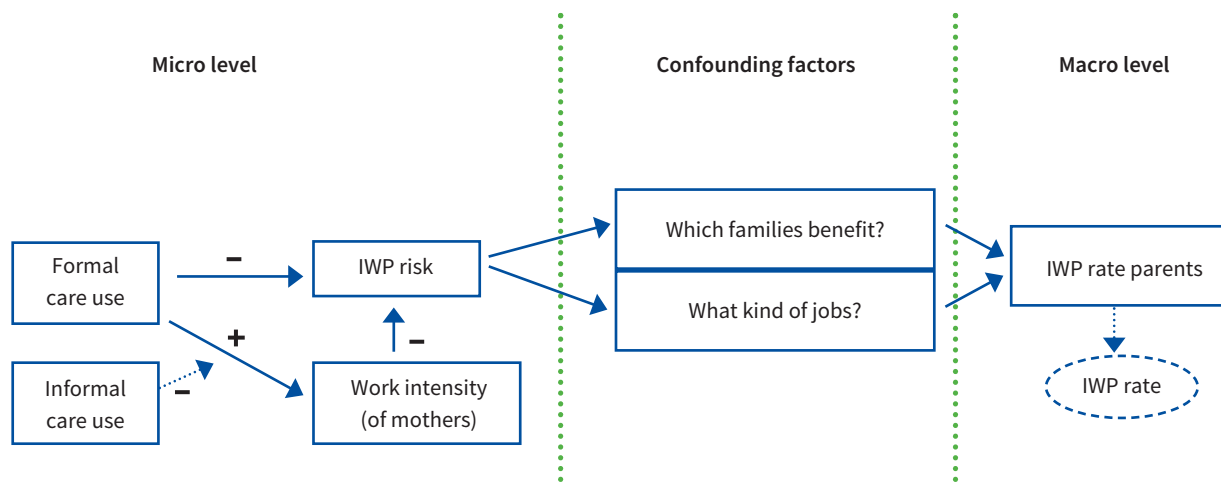 Micro level
Confounding factors
Macro level
Formal
care use
–
IWP risk
Which families benefit?
What kind of jobs?
IWP rate parents
+
–
Informal
care use
–
Work intensity
(of mothers)
IWP rate